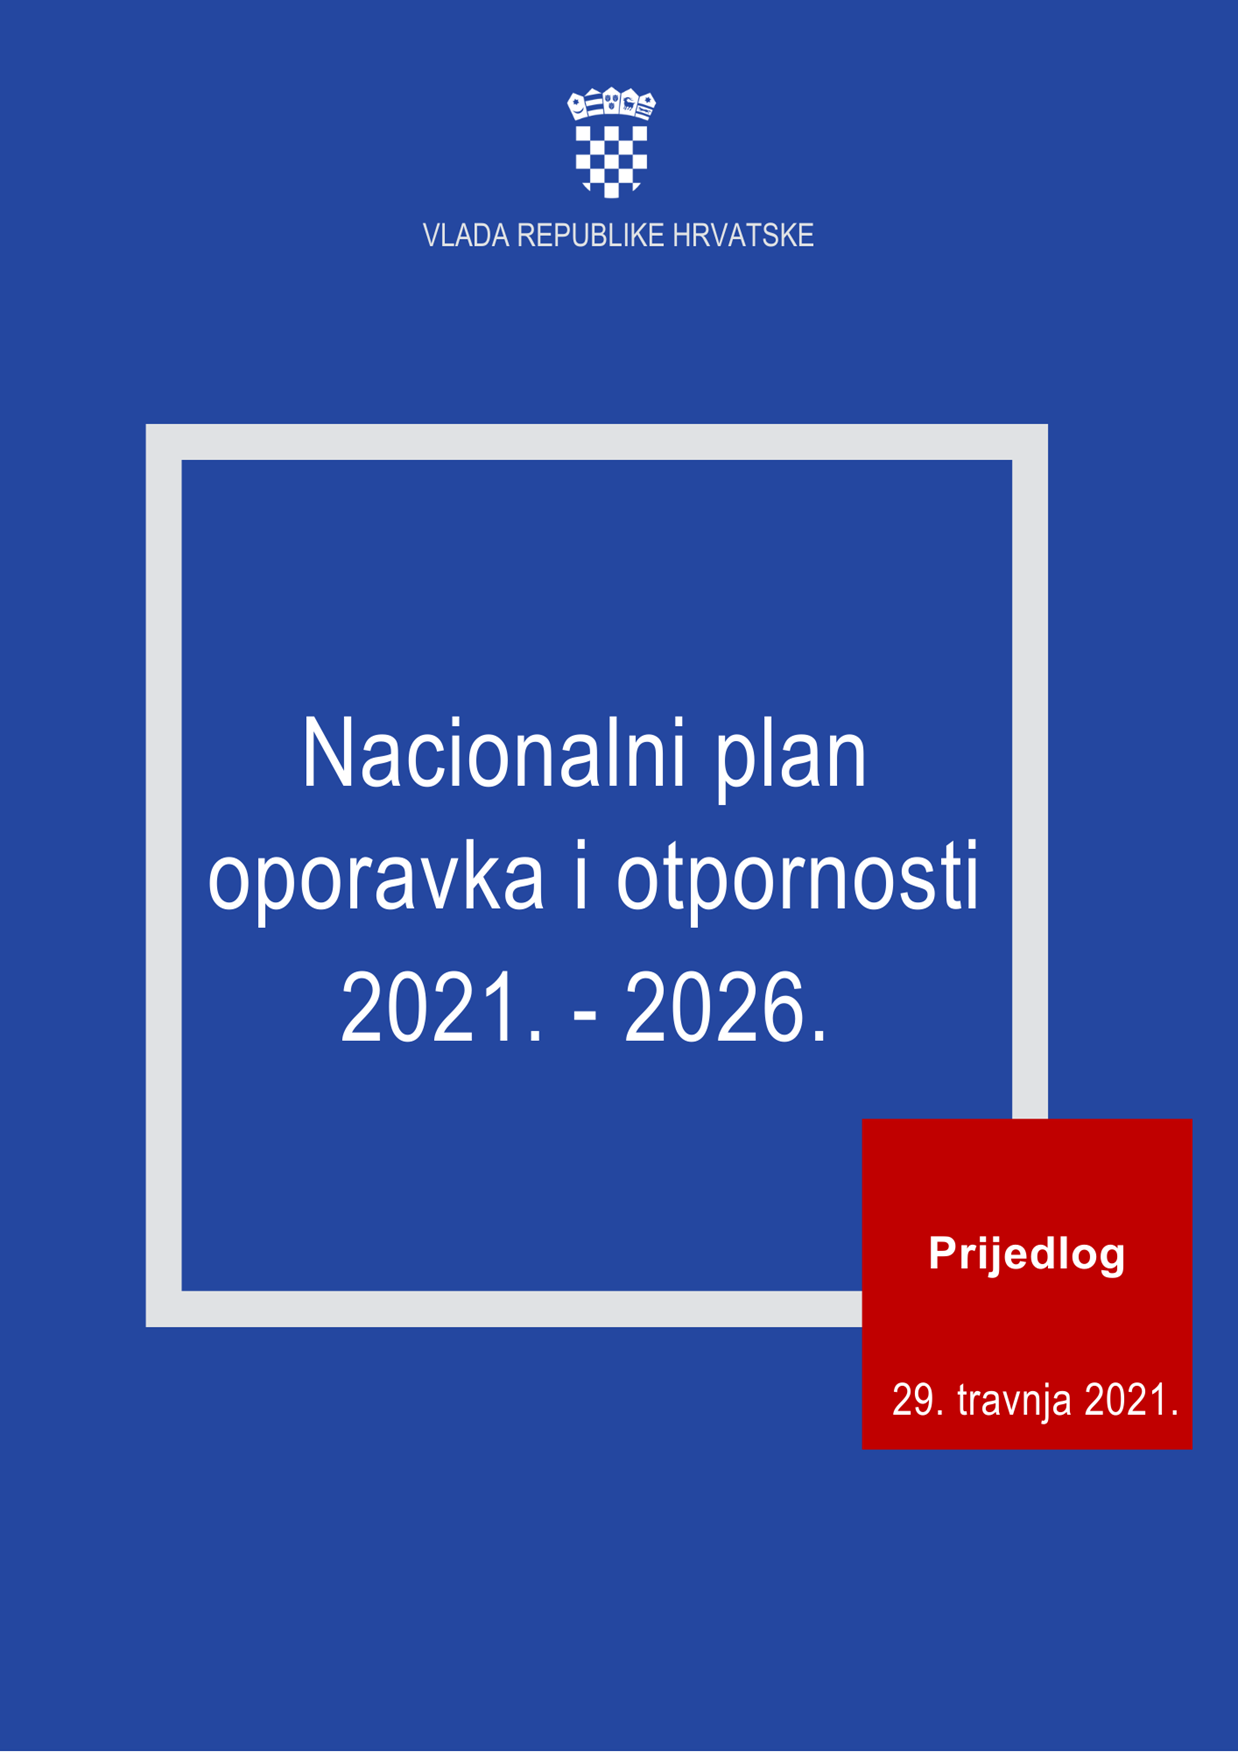 VLADA REPUBLIKE HRVATSKE
Nacionalni plan
oporavka i otpornosti
2021. - 2026.
Prijedlog
29. travnja 2021.